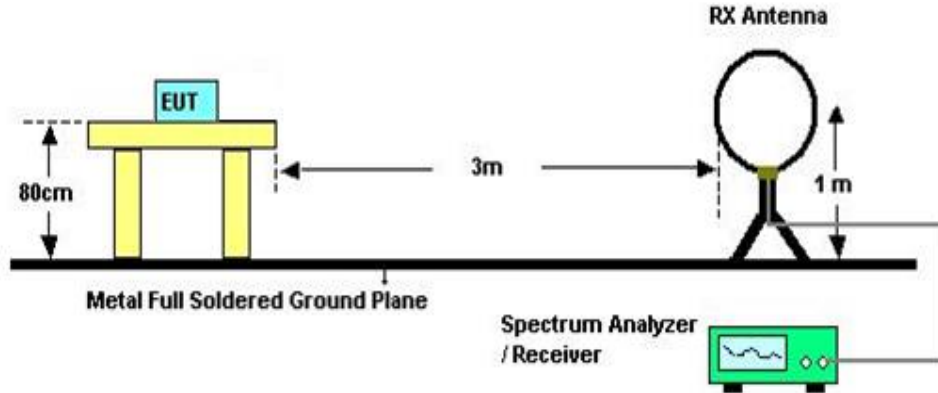 RX Antenna
EUT
3m
80cm
1 m
Metal Full Soldered Ground Plane
Spectrum Analyzer
/ Receiver